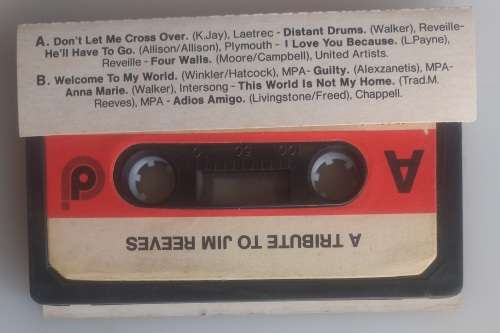 A. Don't Let Me Cross Over. (K.Jay), Laetrec - Distant Drums. (Walker), Reveille-
He'll Have To Go. (Allison/Allison), Plymouth - I Love You Because. (L.Payne),
Reveille - Four Walls. (Moore/Campbell), United Artists.
B. Welcome To My World. (Winkler/Hatcock), MPA- Guilty. (Alexzanetis), MPA-
Anna Marie. (Walker), Intersong - This World Is Not My Home. (Trad.M.
Reeves), MPA - Adios Amigo. (Livingstone/Freed), Chappell.
0 50 100
A
A TRIBUTE TO JIM REEVES